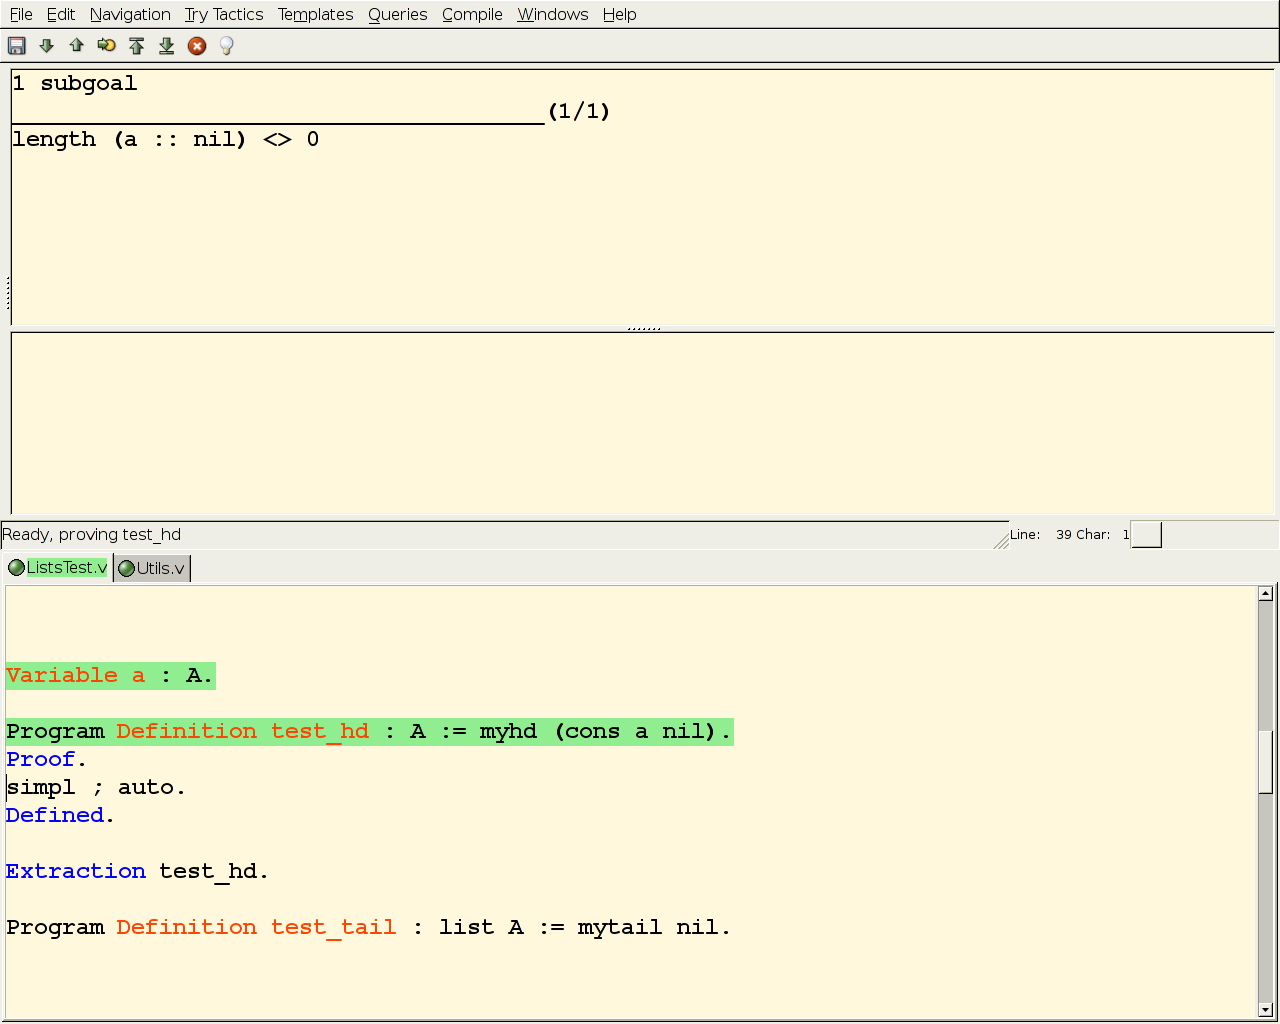 File Edit Navigation Try Tactics Templates Queries Compile Windows Help
1 subgoal
(1/1)
length (a :: nil) <> 0
Ready, proving test_hd
Line: 39 Char: 1
ListsTest.v Utils.v
Variable a : A.
Program Definition test_hd : A := myhd (cons a nil).
Proof.
simpl ; auto.
Defined.
Extraction test_hd.
Program Definition test_tail : list A := mytail nil.